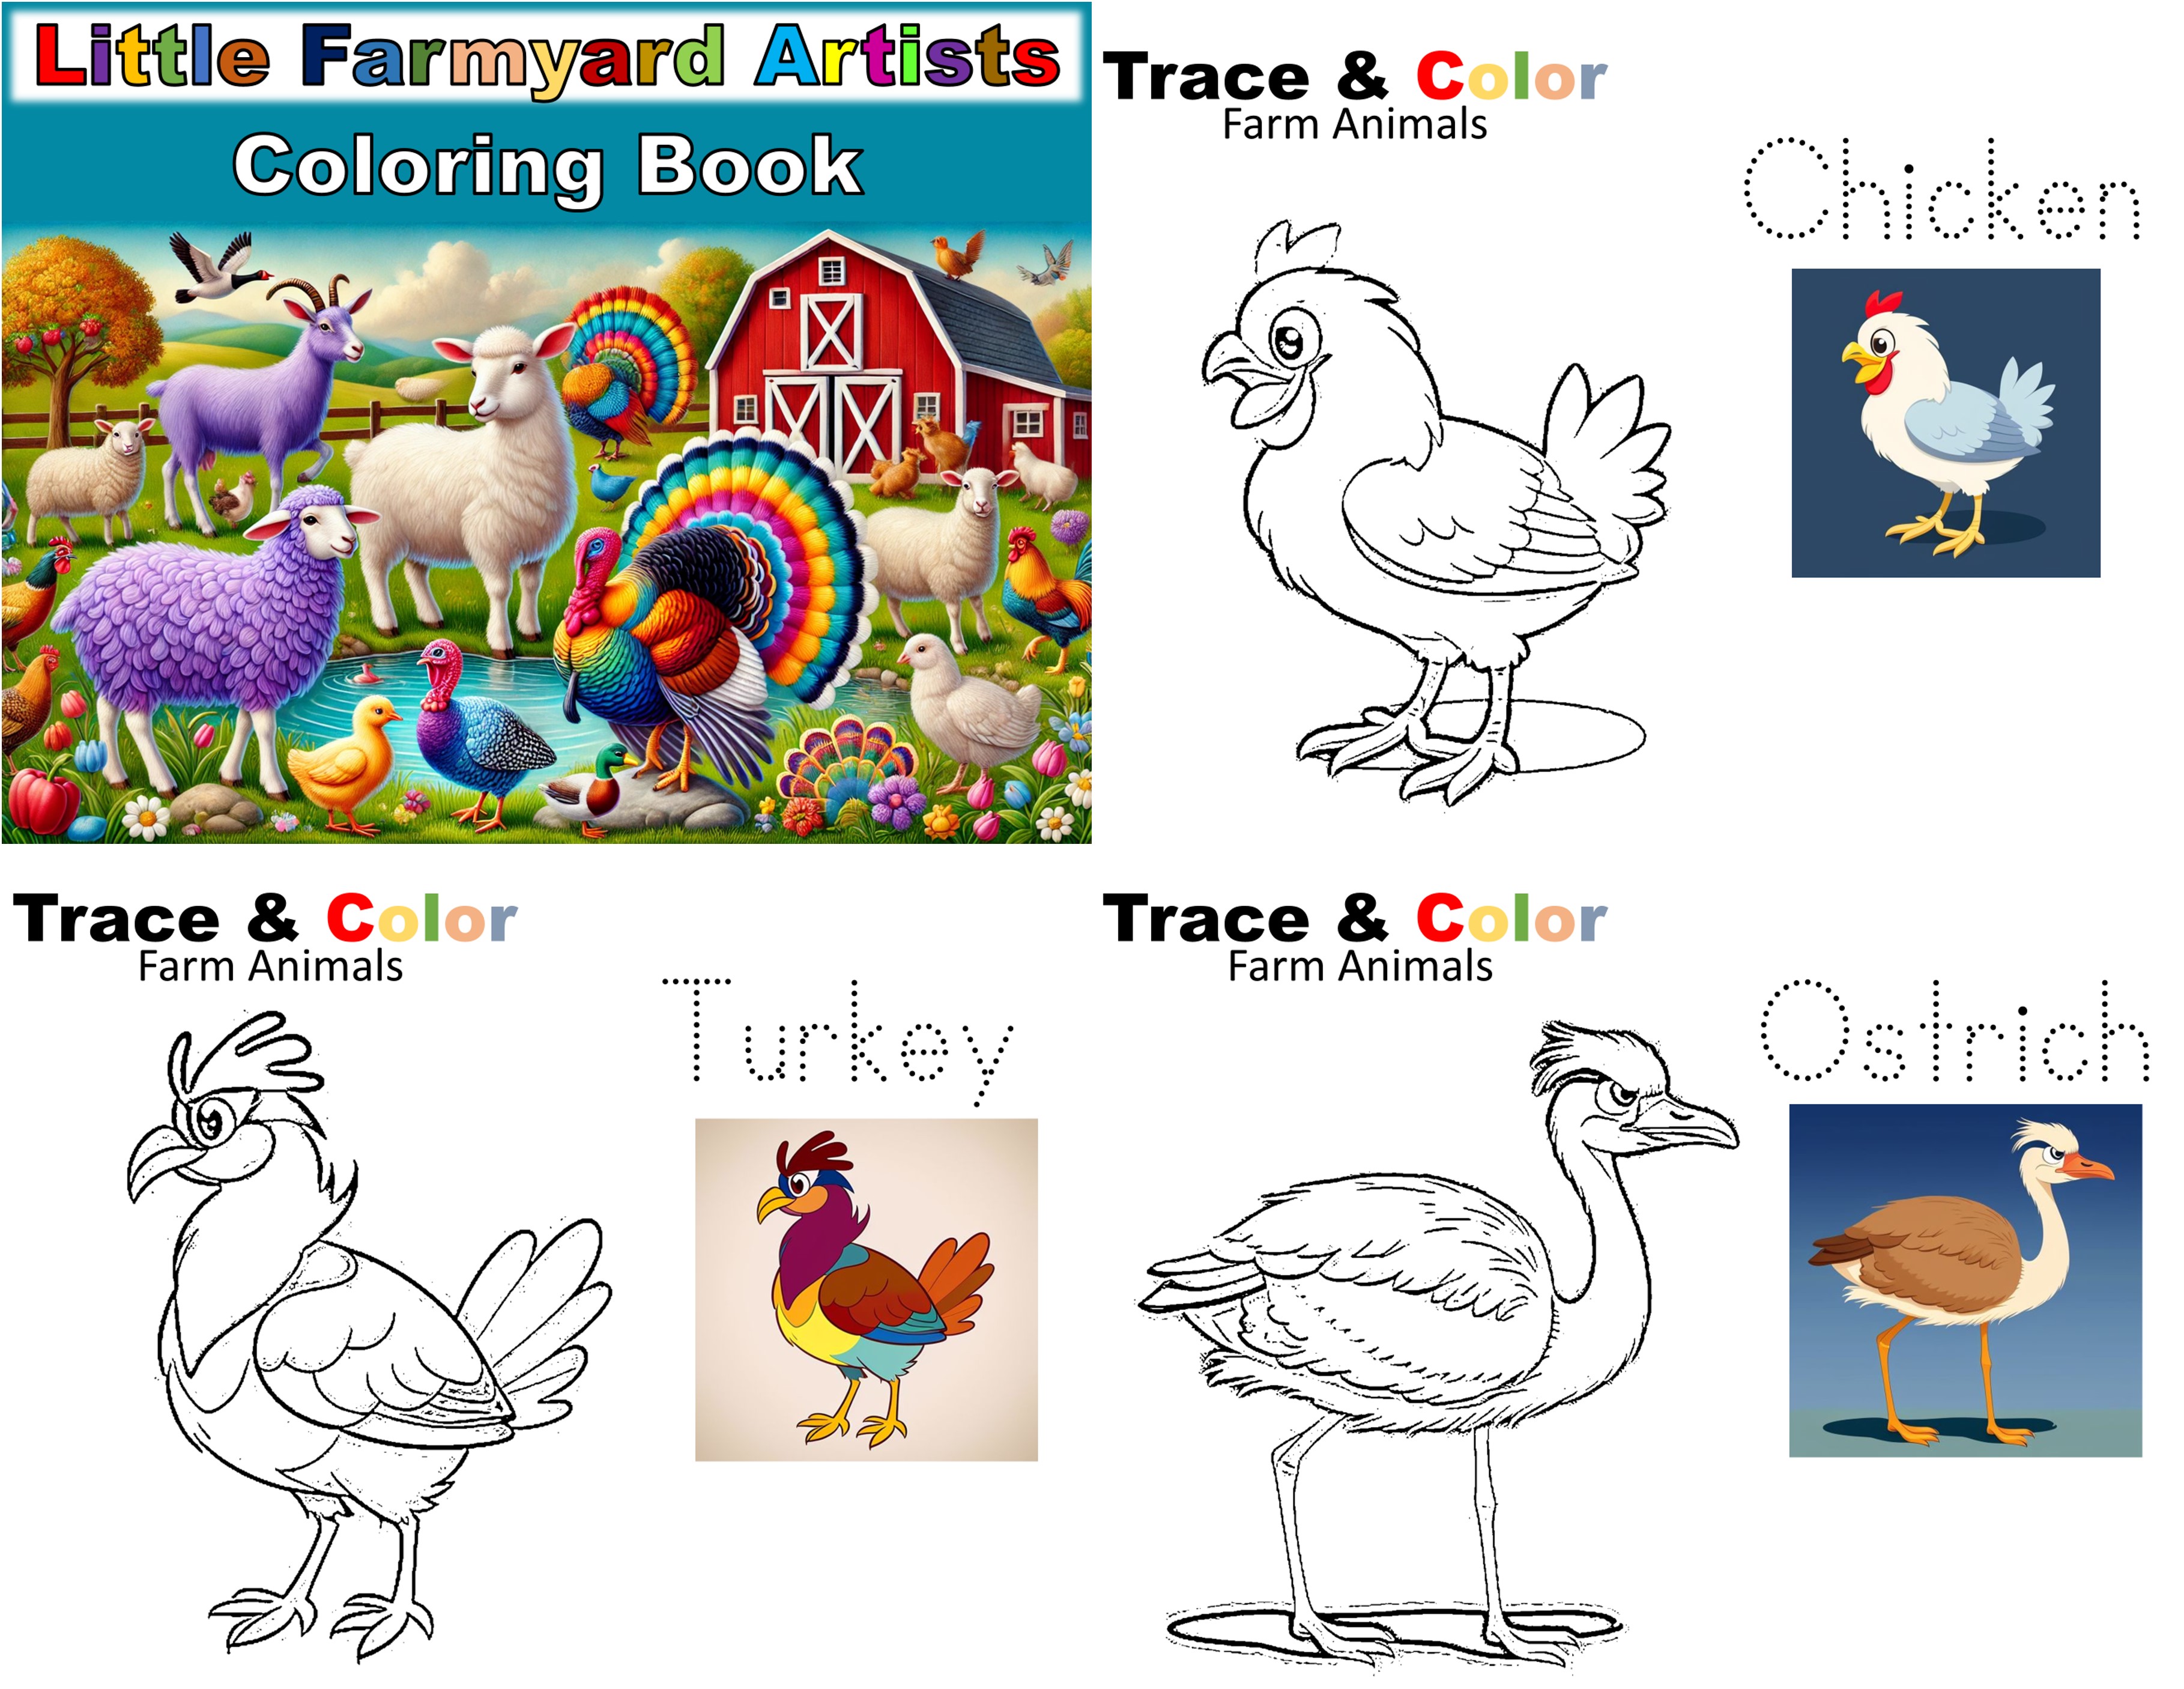 Little Farmyard Artists
Coloring Book
Trace & Color
Farm Animals
Chicken
Trace & Color
Farm Animals
Turkey
Trace & Color
Farm Animals
Ostrich